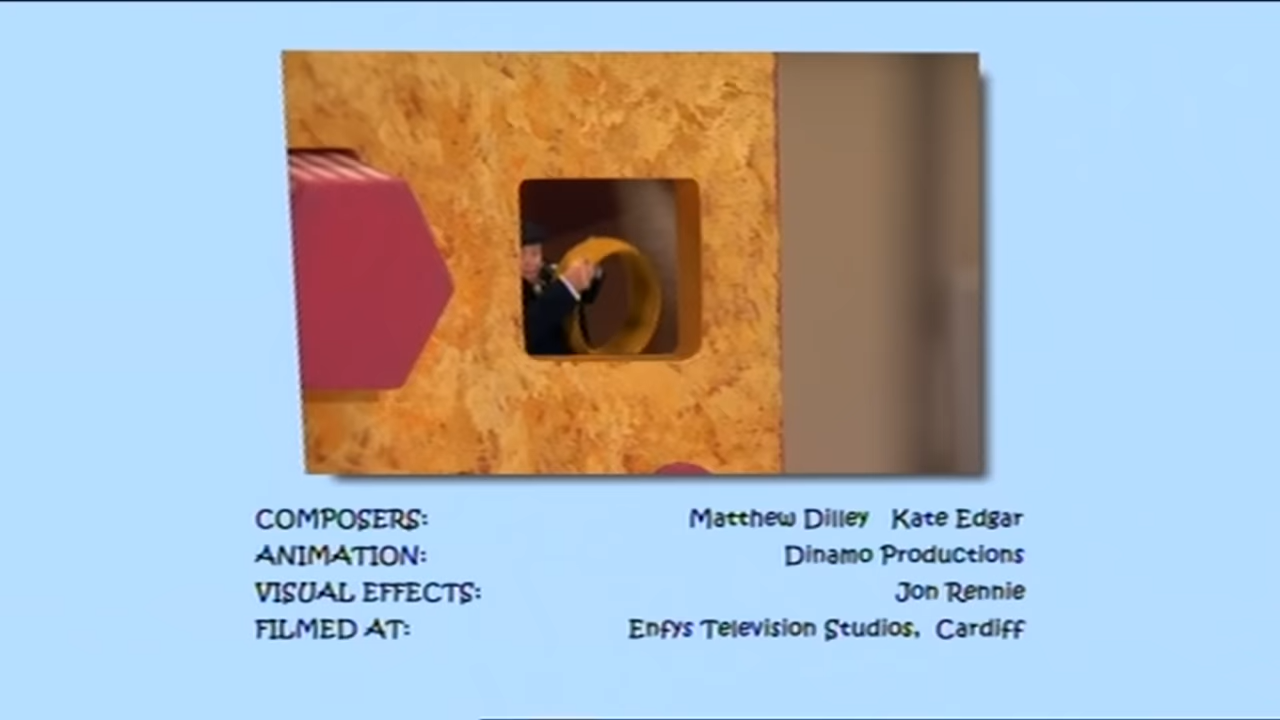 COMPOSERS: Matthew Dilley Kate Edgar
ANIMATION: Dinamo Productions
VISUAL EFFECTS: Jon Rennie
FILMED AT: Enfys Television Studios, Cardiff